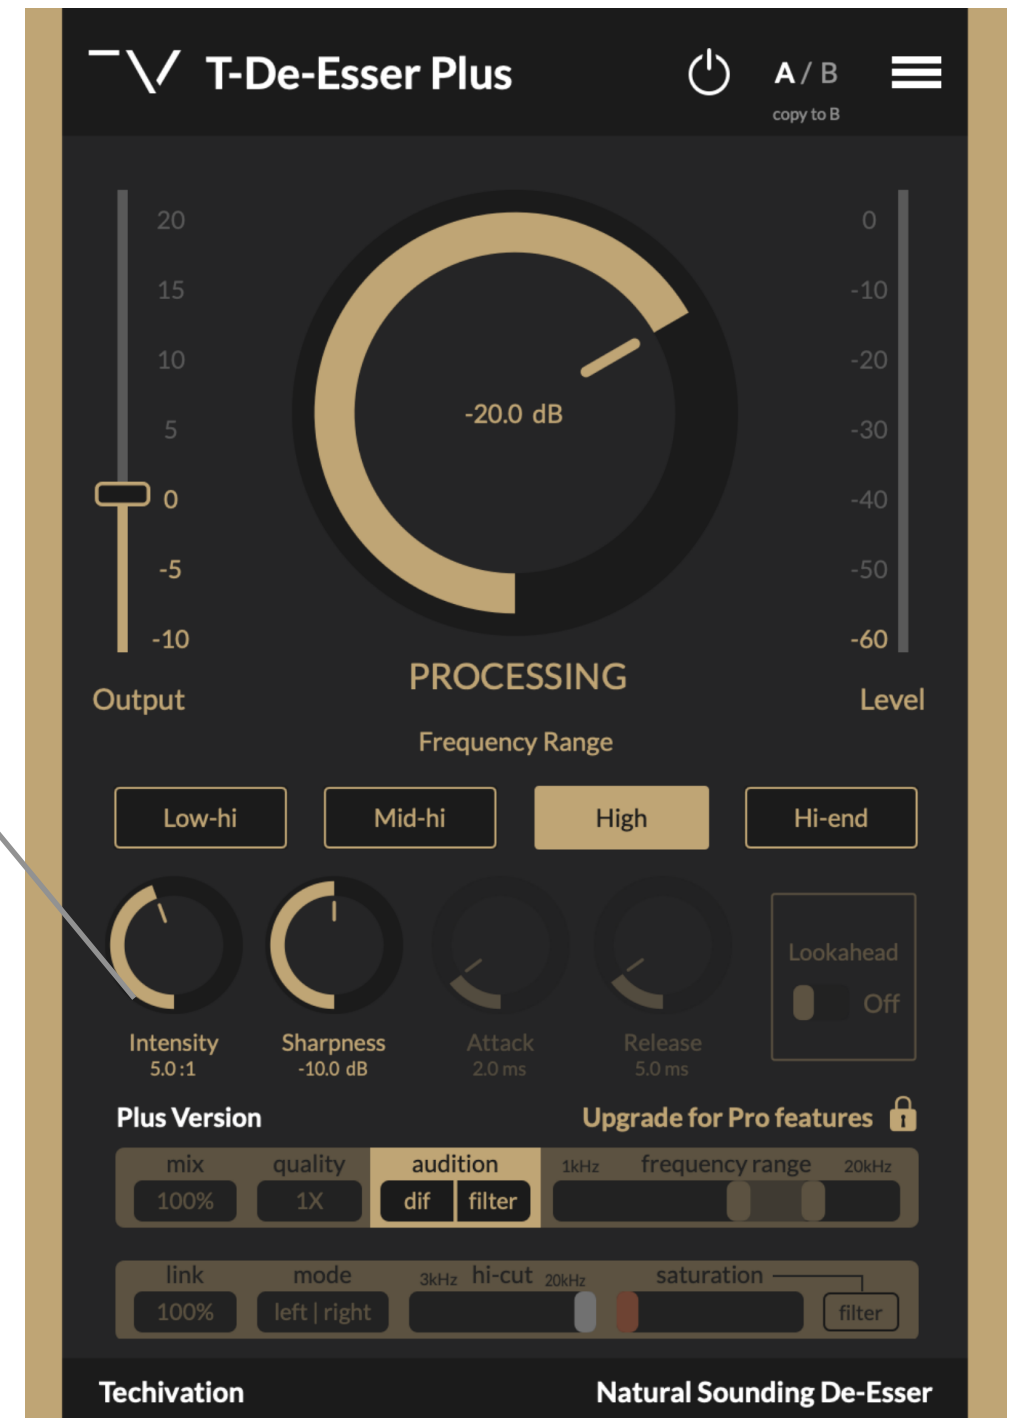 T-De-Esser Plus
A / B
copy to B
20
15
10
5
0
-5
-10
Output
-20.0 dB
PROCESSING
0
-10
-20
-30
-40
-50
-60
Level
Frequency Range
Low-hi
Mid-hi
High
Hi-end
Intensity
5.0:1
Sharpness
-10.0 dB
Attack
2.0 ms
Release
5.0 ms
Lookahead
Off
Plus Version
Upgrade for Pro features
mix
100%
quality
1X
audition
dif
filter
1kHz
frequency range
20kHz
link
100%
mode
left | right
3kHz
hi-cut
20kHz
saturation
filter
Techivation
Natural Sounding De-Esser